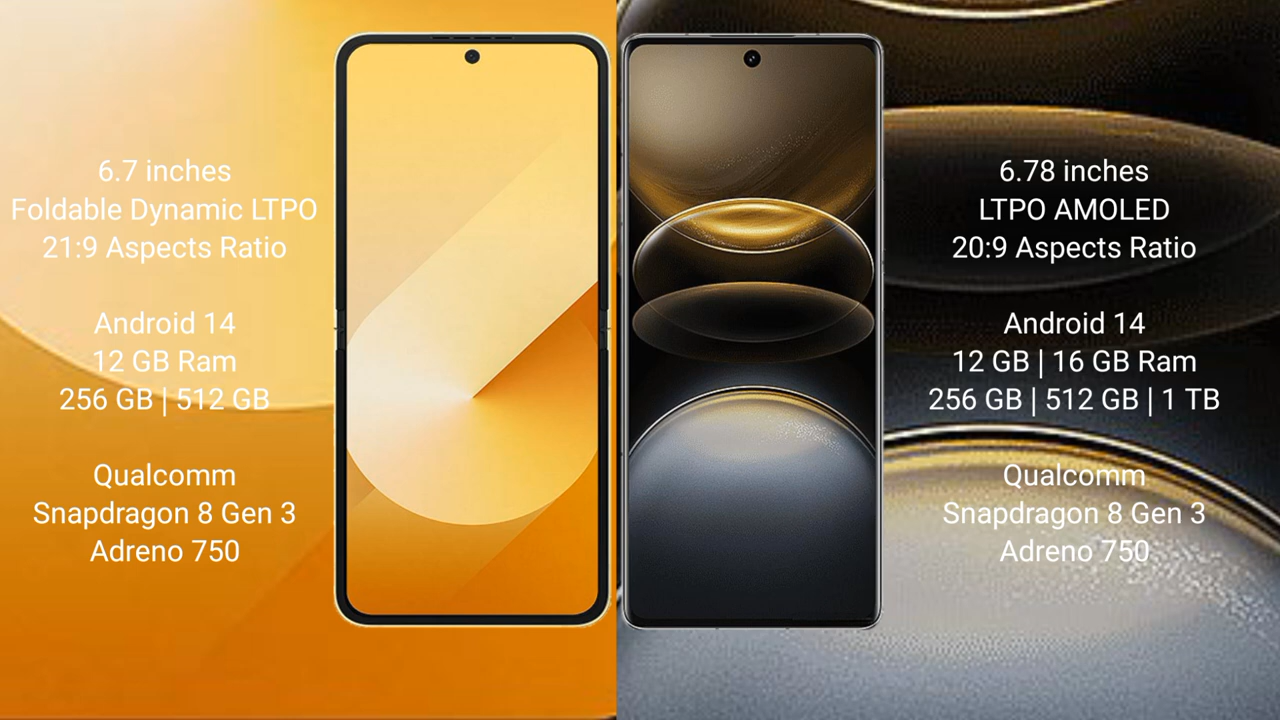 6.7 inches
Foldable Dynamic LTPO
21:9 Aspects Ratio
Android 14
12 GB Ram
256 GB | 512 GB
Qualcomm
Snapdragon 8 Gen 3
Adreno 750
6.78 inches
LTPO AMOLED
20:9 Aspects Ratio
Android 14
12 GB | 16 GB Ram
256 GB | 512 GB | 1 TB
Qualcomm
Snapdragon 8 Gen 3
Adreno 750